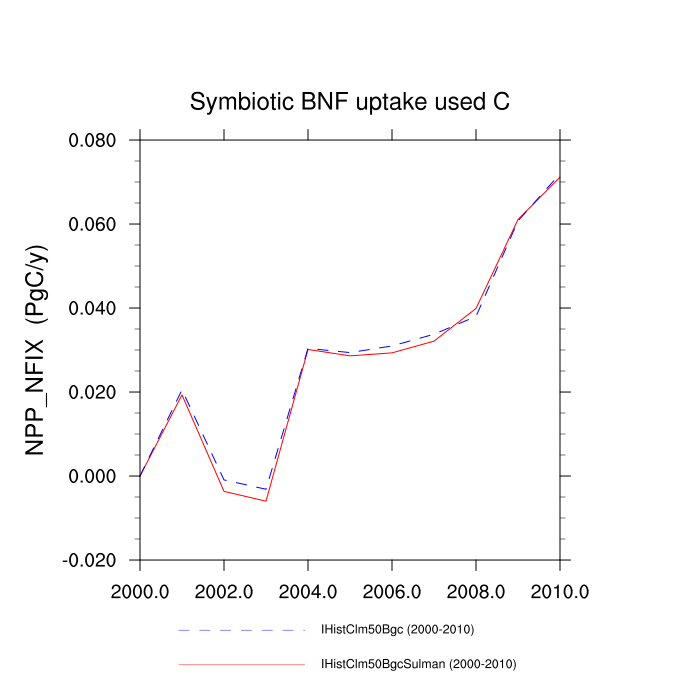 Symbiotic BNF uptake used C
NPP_NFIX (PgC/y)
0.080
0.060
0.040
0.020
0.000
-0.020
2000.0 2002.0 2004.0 2006.0 2008.0 2010.0
IHistClm50Bgc (2000-2010)
IHistClm50BgcSulman (2000-2010)